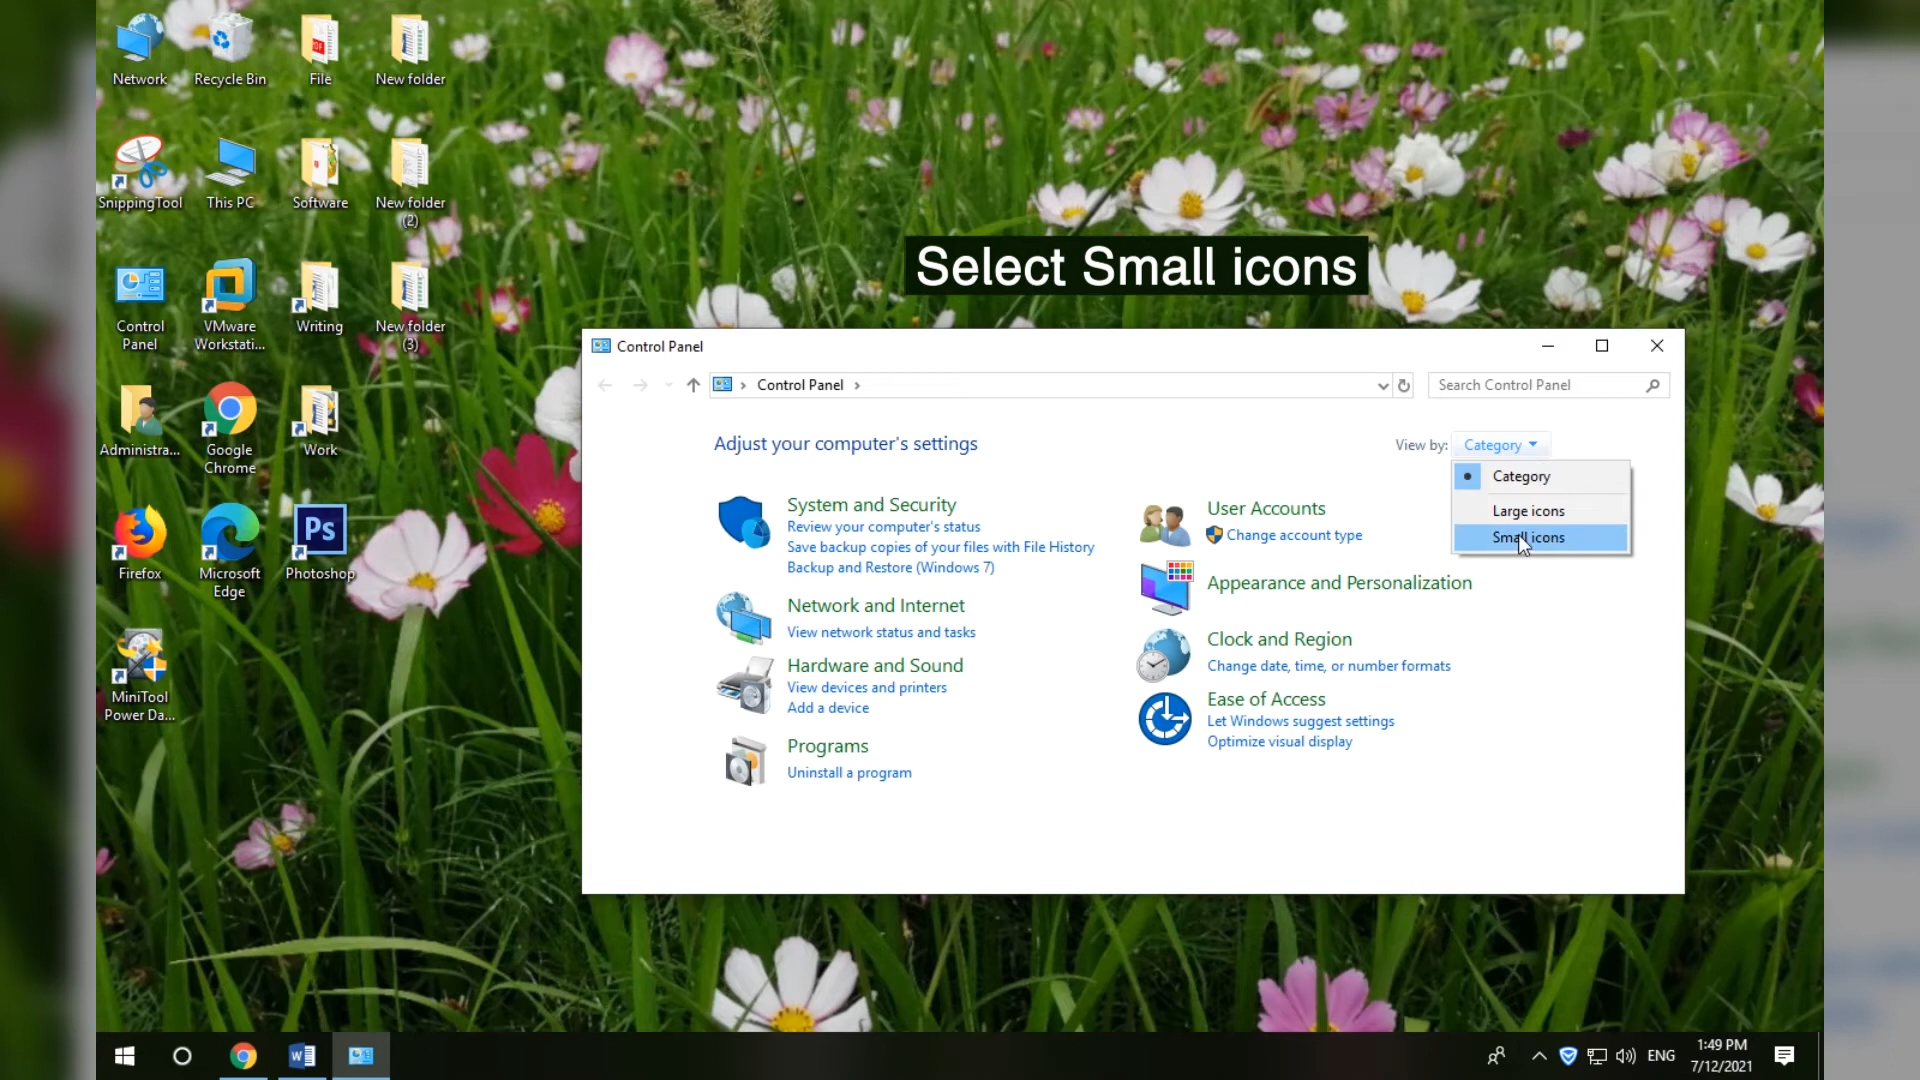 Network
Recycle Bin
File
New folder
SnippingTool
This PC
Software
New folder
(2)
Control
Panel
VMware
Workstati...
Writing
New folder
(3)
Administra...
Google
Chrome
Work
Firefox
Microsoft
Edge
Ps
Photoshop
MiniTool
Power Da...
Select Small icons
Control Panel
Control Panel
Search Control Panel
Adjust your computer's settings
View by: Category
Category
Large icons
Small icons
System and Security
Review your computer's status
Save backup copies of your files with File History
Backup and Restore (Windows 7)
Network and Internet
View network status and tasks
Hardware and Sound
View devices and printers
Add a device
Programs
Uninstall a program
User Accounts
Change account type
Appearance and Personalization
Clock and Region
Change date, time, or number formats
Ease of Access
Let Windows suggest settings
Optimize visual display
ENG
1:49 PM
7/12/2021